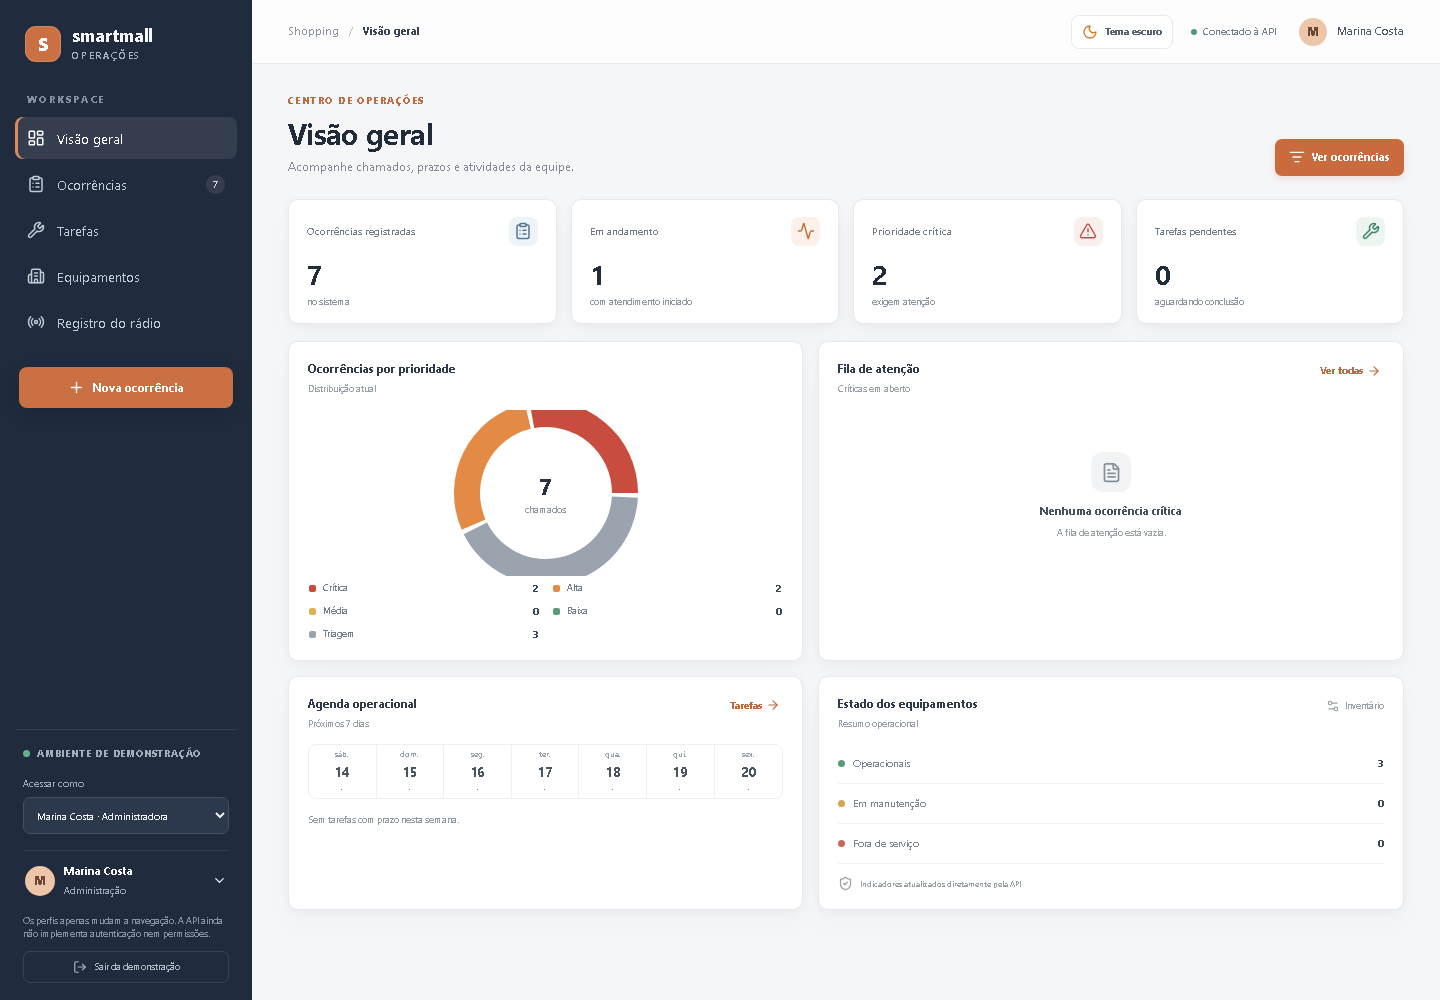 S
smartmall
OPERAÇÕES
WORKSPACE
Visão geral
Ocorrências 7
Tarefas
Equipamentos
Registro do rádio
+ Nova ocorrência
AMBIENTE DE DEMONSTRAÇÃO
Acessar como
Marina Costa · Administradora
M
Marina Costa
Administração
Os perfis apenas mudam a navegação. A API ainda
não implementa autenticação nem permissões.
Sair da demonstração
Shopping / Visão geral
Tema escuro
Conectado à API
M
Marina Costa
CENTRO DE OPERAÇÕES
Visão geral
Acompanhe chamados, prazos e atividades da equipe.
Ver ocorrências
Ocorrências registradas
7
no sistema
Em andamento
1
com atendimento iniciado
Prioridade crítica
2
exigem atenção
Tarefas pendentes
0
aguardando conclusão
Ocorrências por prioridade
Distribuição atual
7
chamados
Crítica 2
Alta 2
Média 0
Baixa 0
Triagem 3
Fila de atenção
Críticas em aberto
Ver todas →
Nenhuma ocorrência crítica
A fila de atenção está vazia.
Agenda operacional
Próximos 7 dias
Tarefas →
sáb. dom. seg. ter. qua. qui. sex.
14 15 16 17 18 19 20
· · · · · · ·
Sem tarefas com prazo nesta semana.
Estado dos equipamentos
Resumo operacional
Inventário
Operacionais 3
Em manutenção 0
Fora de serviço 0
Indicadores atualizados diretamente pela API